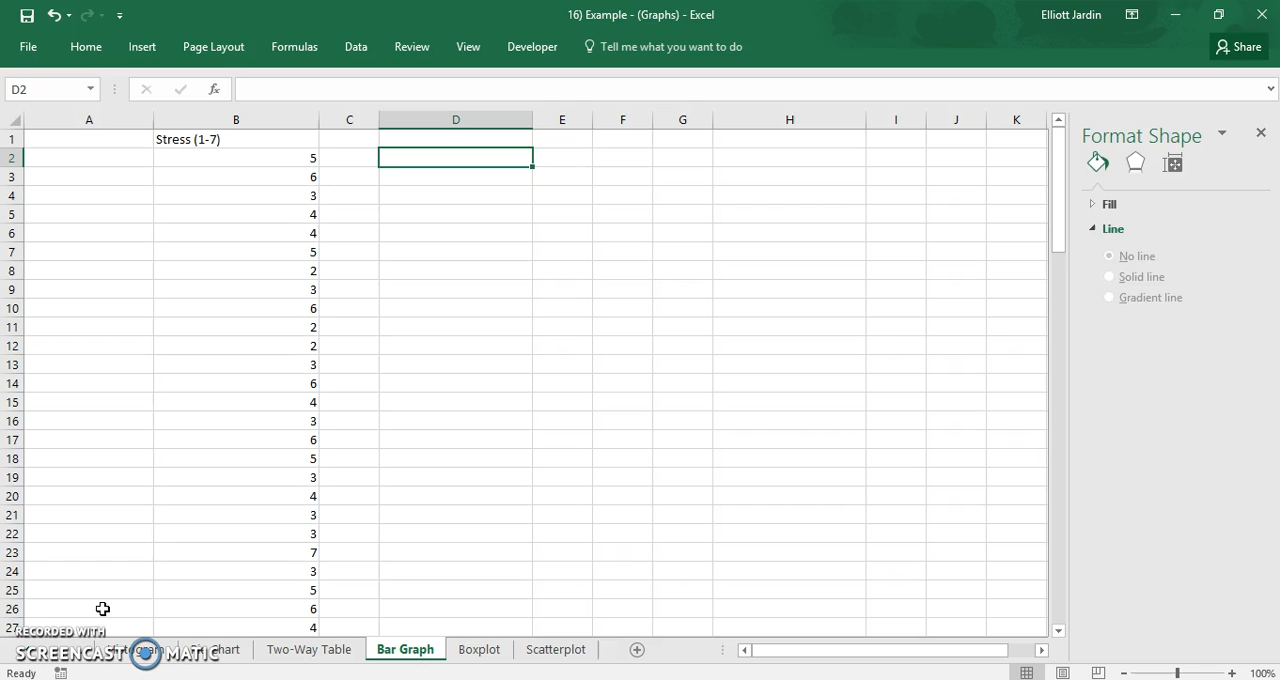 16) Example - (Graphs) - Excel
Elliott Jardin
File Home Insert Page Layout Formulas Data Review View Developer Tell me what you want to do
Share
D2
fx
A B C D E F G H I J K
1 Stress (1-7)
2 5
3 6
4 3
5 4
6 4
7 5
8 2
9 3
10 6
11 2
12 2
13 3
14 6
15 4
16 3
17 6
18 5
19 3
20 4
21 3
22 3
23 7
24 3
25 5
26 6
27 4
Format Shape
Fill
Line
No line
Solid line
Gradient line
RECORDED WITH
SCREENCAST MATIC
Two-Way Table Bar Graph Boxplot Scatterplot
Ready
100%